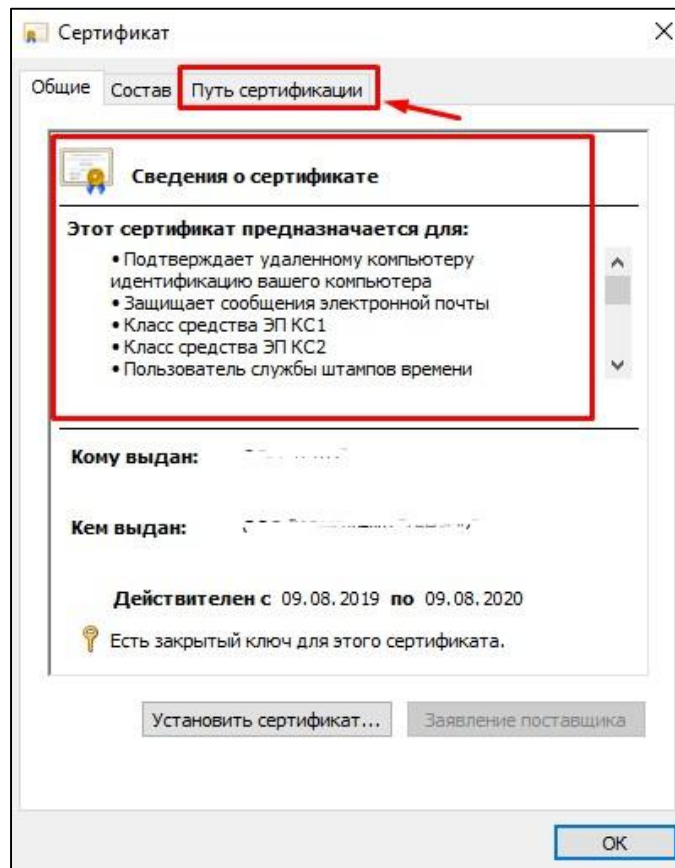 Сертификат
Общие Состав Путь сертификации
Сведения о сертификате
Этот сертификат предназначается для:
• Подтверждает удаленному компьютеру
идентификацию вашего компьютера
• Защищает сообщения электронной почты
• Класс средства ЭП КС1
• Класс средства ЭП КС2
• Пользователь службы штампов времени
Кому выдан:
Кем выдан:
Действителен с 09.08.2019 по 09.08.2020
Есть закрытый ключ для этого сертификата.
Установить сертификат... Заявление поставщика
ОК